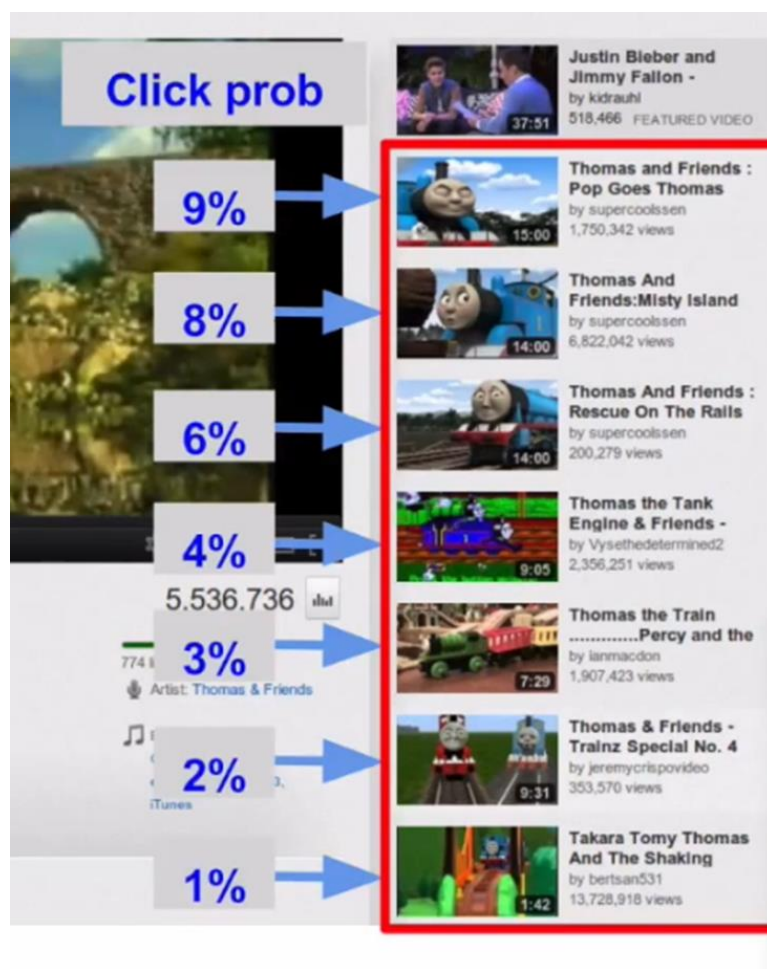 Click prob
9%
8%
6%
4%
3%
2%
1%
5.536.736
774
Artist: Thomas & Friends
iTunes
37:51
Justin Bieber and
Jimmy Fallon -
by kidrauhl
518,466 FEATURED VIDEO
15:00
Thomas and Friends :
Pop Goes Thomas
by supercoolssen
1,750,342 views
14:00
Thomas And
Friends:Misty Island
by supercoolssen
6,822,042 views
14:00
Thomas And Friends :
Rescue On The Rails
by supercoolssen
200,279 views
9:05
Thomas the Tank
Engine & Friends -
by Vysethedetermined2
2,356,251 views
7:29
Thomas the Train
.............Percy and the
by ianmacdon
1,907,423 views
9:31
Thomas & Friends -
Trainz Special No. 4
by jeremycrispovideo
353,570 views
1:42
Takara Tomy Thomas
And The Shaking
by bertsan531
13,728,918 views